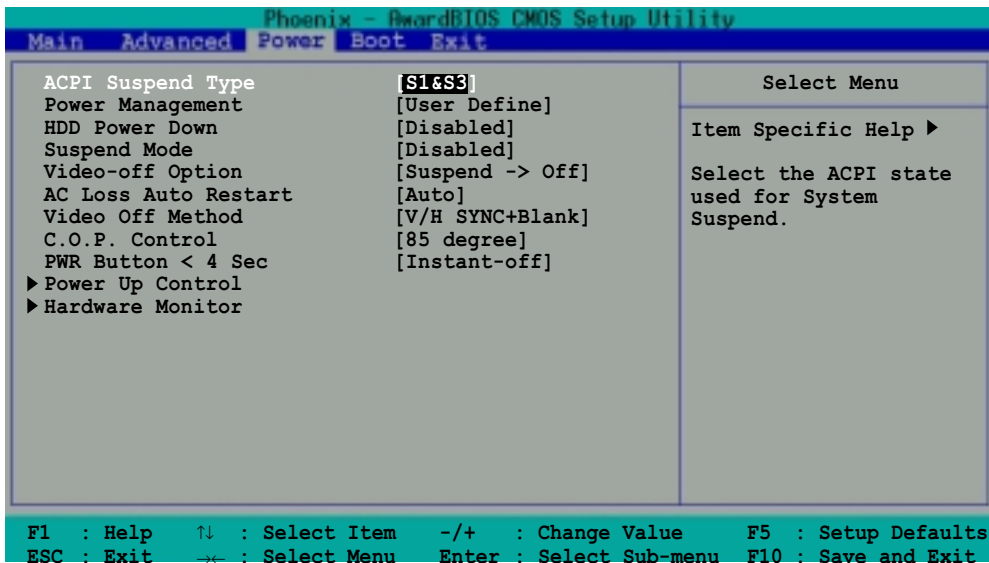 Phoenix - AwardBIOS CMOS Setup Utility
Main Advanced Power Boot Exit
ACPI Suspend Type [S1&S3]
Power Management [User Define]
HDD Power Down [Disabled]
Suspend Mode [Disabled]
Video-off Option [Suspend -> Off]
AC Loss Auto Restart [Auto]
Video Off Method [V/H SYNC+Blank]
C.O.P. Control [85 degree]
PWR Button < 4 Sec [Instant-off]
▶ Power Up Control
▶ Hardware Monitor
Select Menu
Item Specific Help ▶
Select the ACPI state
used for System
Suspend.
F1 : Help ↑↓ : Select Item -/+ : Change Value F5 : Setup Defaults
ESC : Exit →← : Select Menu Enter : Select Sub-menu F10 : Save and Exit